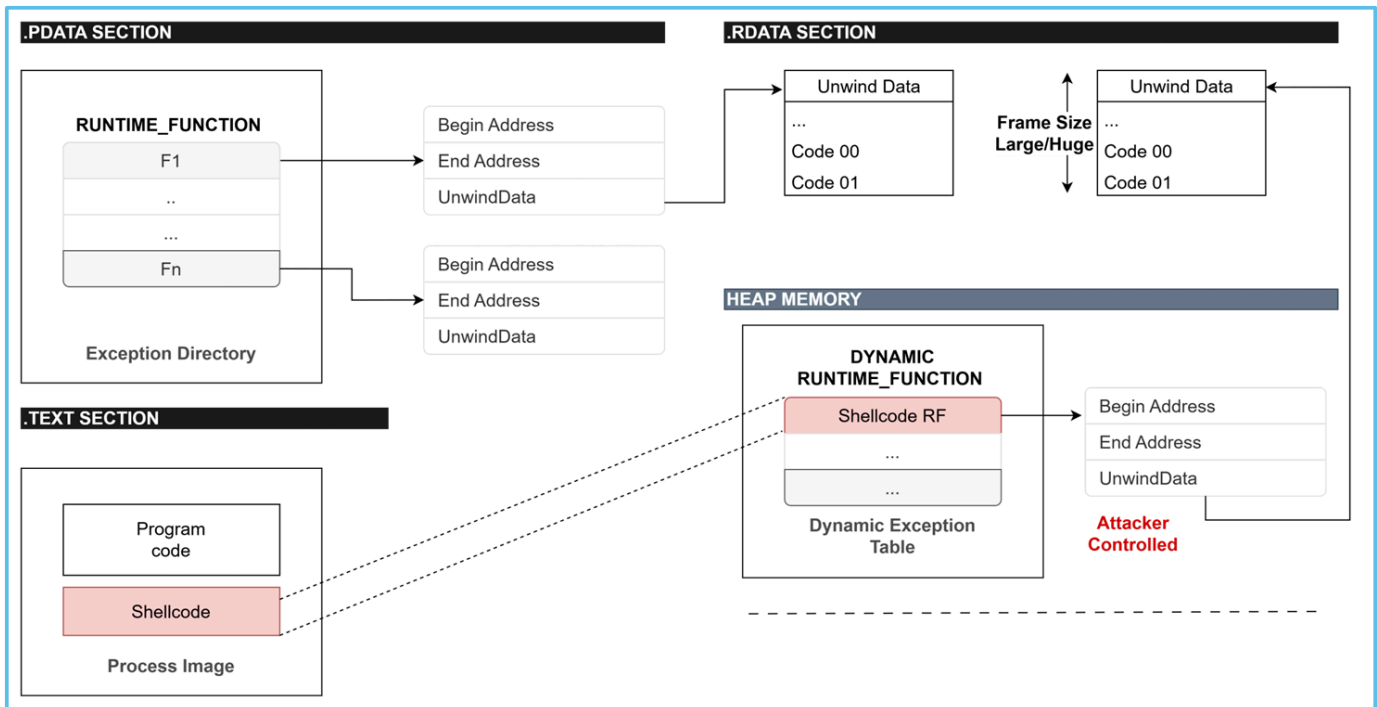 .PDATA SECTION
RUNTIME_FUNCTION
F1
..
...
Fn
Exception Directory
Begin Address
End Address
UnwindData
Begin Address
End Address
UnwindData
.RDATA SECTION
Unwind Data
...
Code 00
Code 01
Frame Size
Large/Huge
Unwind Data
...
Code 00
Code 01
.TEXT SECTION
Program
code
Shellcode
Process Image
HEAP MEMORY
DYNAMIC
RUNTIME_FUNCTION
Shellcode RF
...
...
Dynamic Exception
Table
Begin Address
End Address
UnwindData
Attacker
Controlled